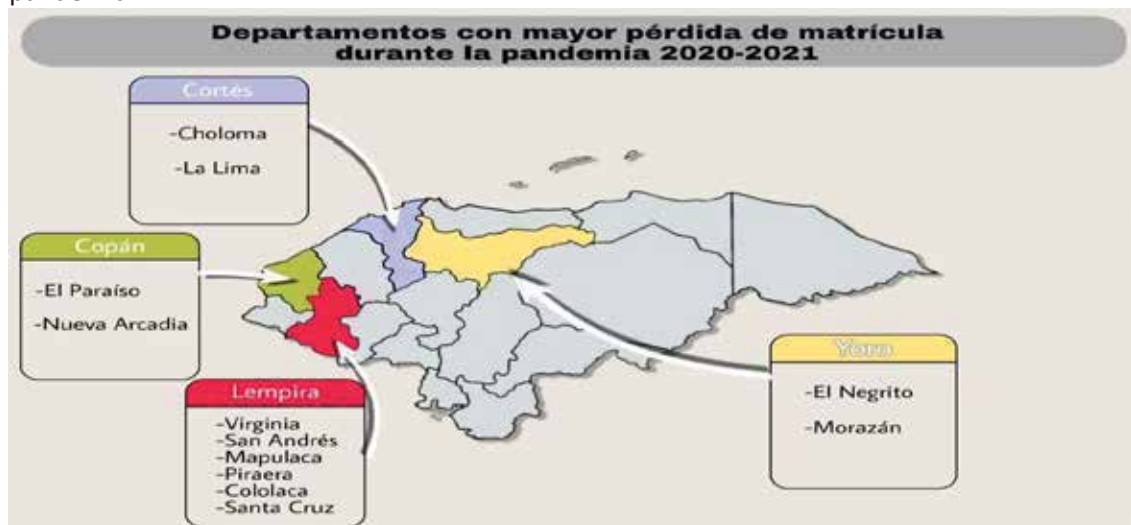 Departamentos con mayor pérdida de matrícula
durante la pandemia 2020-2021
Cortés
-Choloma
-La Lima
Copán
-El Paraíso
-Nueva Arcadia
Lempira
-Virginia
-San Andrés
-Mapulaca
-Piraera
-Cololaca
-Santa Cruz
Yoro
-El Negrito
-Morazán